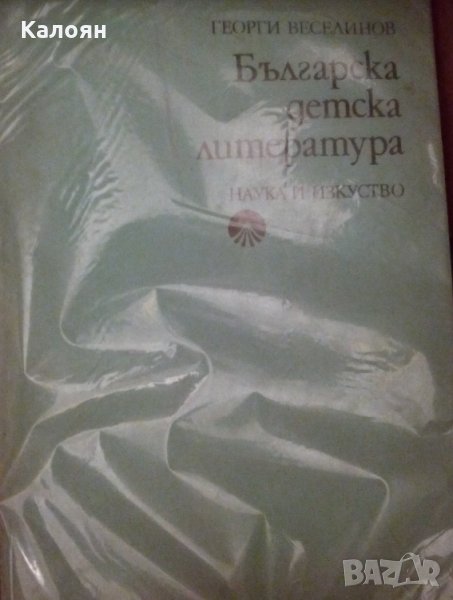 Калоян
ГЕОРГИ ВЕСЕЛИНОВ
Българска
детска
литература
НАУКА И ИЗКУСТВО
BAZAR